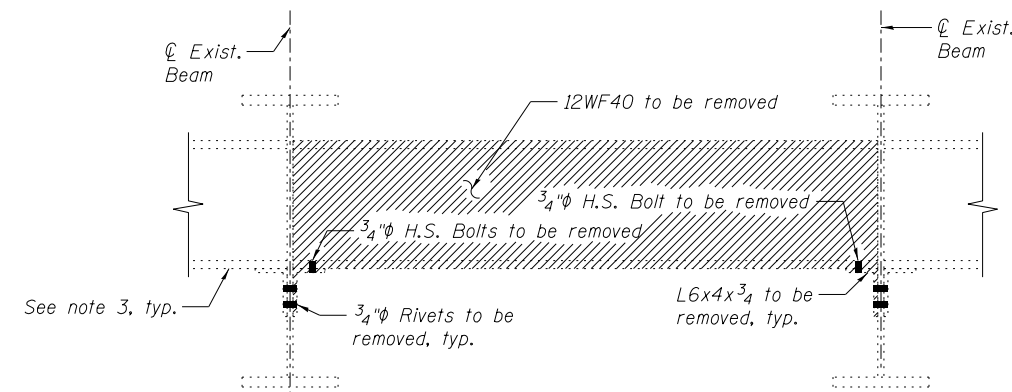 ℄ Exist.
Beam
℄ Exist.
Beam
12WF40 to be removed
3/4"ϕ H.S. Bolt to be removed
3/4"ϕ H.S. Bolts to be removed
See note 3, typ.
3/4"ϕ Rivets to be
removed, typ.
L6x4x3/4 to be
removed, typ.